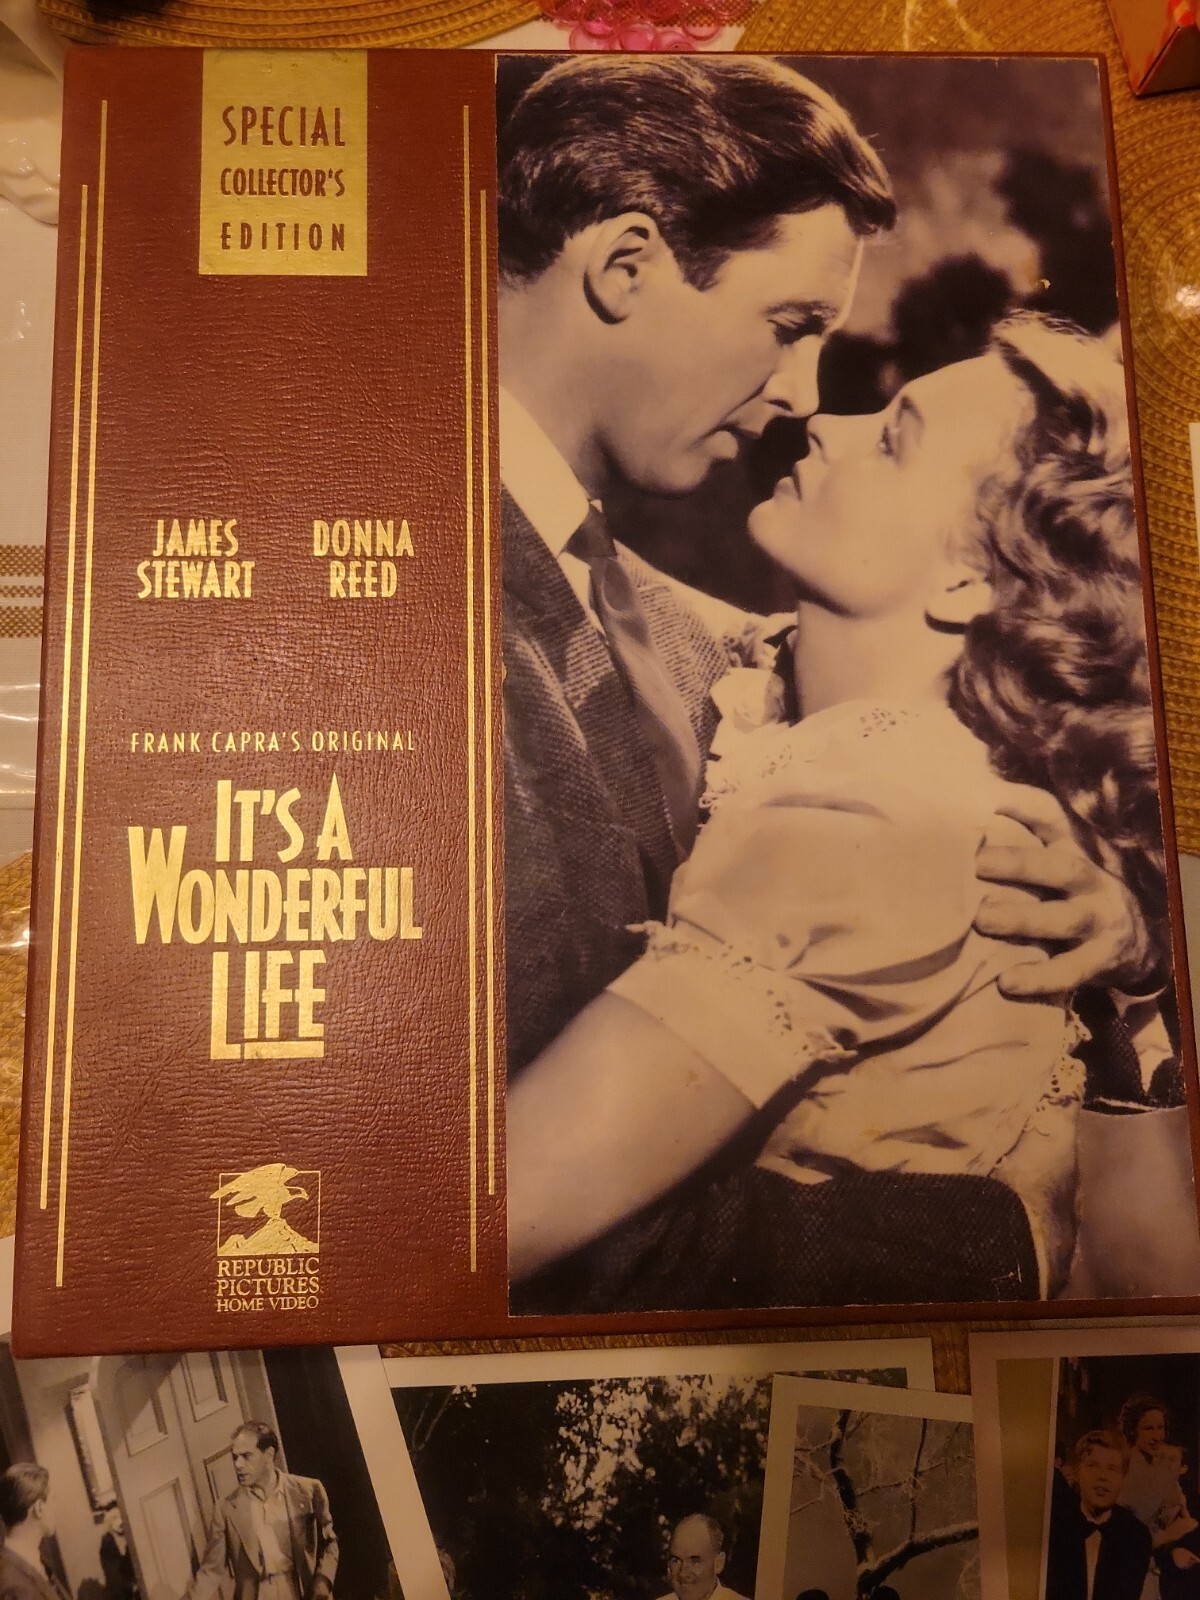 SPECIAL
COLLECTOR'S
EDITION
JAMES
STEWART
DONNA
REED
FRANK CAPRA'S ORIGINAL
IT'S A
WONDERFUL
LIFE
REPUBLIC
PICTURES
HOME VIDEO